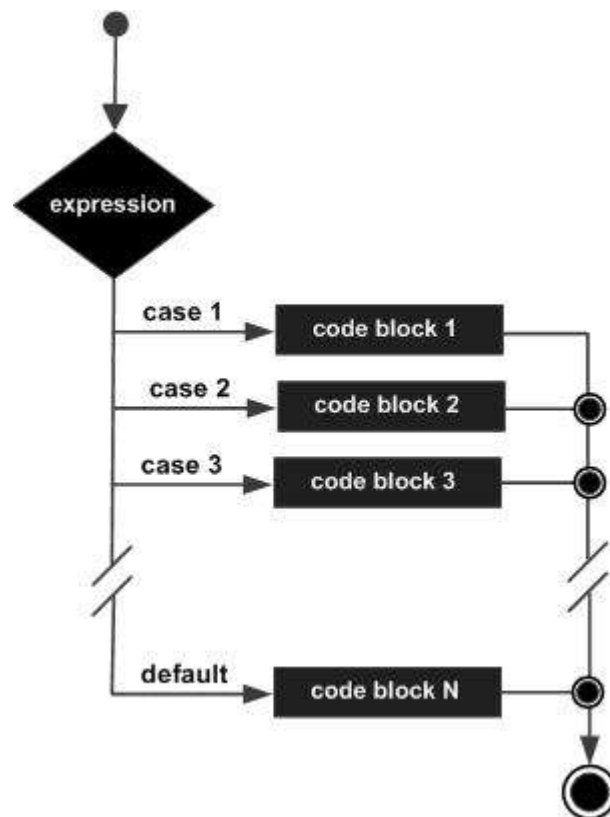 expression
case 1
code block 1
case 2
code block 2
case 3
code block 3
default
code block N